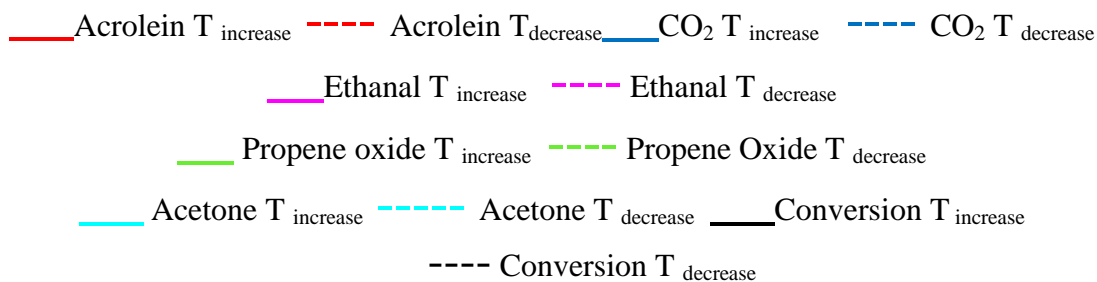 Acrolein T increase Acrolein Tdecrease CO2 T increase CO2 T decrease
Ethanal T increase Ethanal T decrease
Propene oxide T increase Propene Oxide T decrease
Acetone T increase Acetone T decrease Conversion T increase
Conversion T decrease